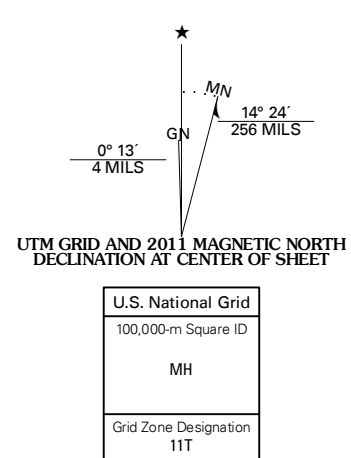 MN
14° 24´
256 MILS
GN
0° 13´
4 MILS
UTM GRID AND 2011 MAGNETIC NORTH
DECLINATION AT CENTER OF SHEET
U.S. National Grid
100,000-m Square ID
MH
Grid Zone Designation
11T